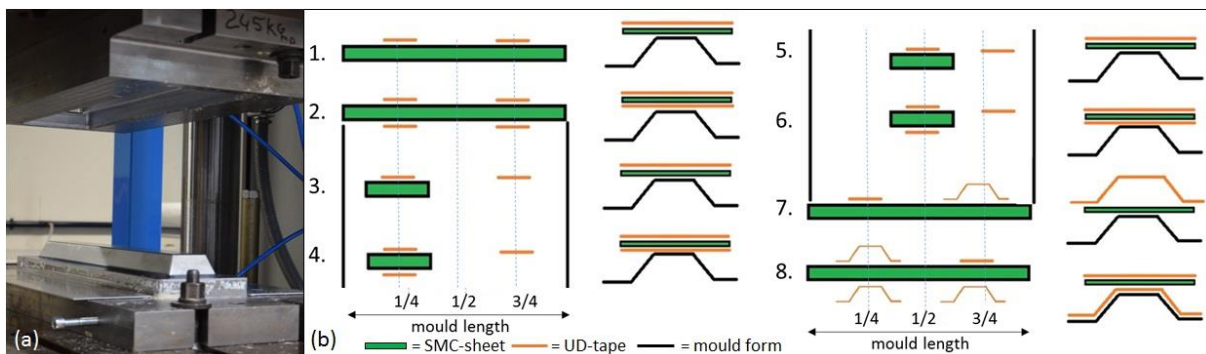 245kg
(a)
(b)
1.
2.
3.
4.
1/4 1/2 3/4
mould length
5.
6.
7.
8.
1/4 1/2 3/4
mould length
= SMC-sheet = UD-tape = mould form